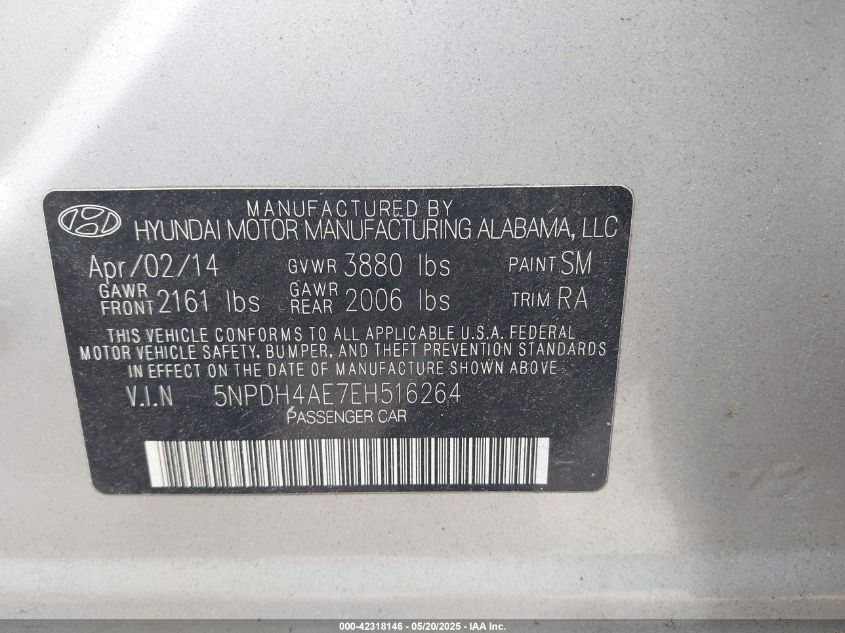 MANUFACTURED BY
HYUNDAI MOTOR MANUFACTURING ALABAMA, LLC
Apr/02/14 GVWR 3880 lbs PAINT SM
GAWR FRONT 2161 lbs GAWR REAR 2006 lbs TRIM RA
THIS VEHICLE CONFORMS TO ALL APPLICABLE U.S.A. FEDERAL
MOTOR VEHICLE SAFETY, BUMPER, AND THEFT PREVENTION STANDARDS
IN EFFECT ON THE DATE OF MANUFACTURE SHOWN ABOVE.
V.I.N 5NPDH4AE7EH516264
PASSENGER CAR
000-42318146 - 05/20/2025 - IAA Inc.